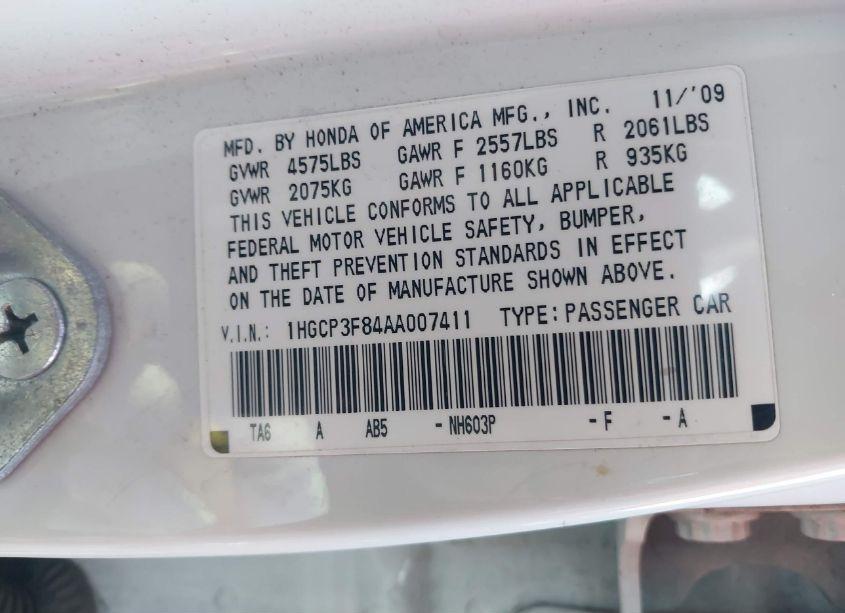 MFD. BY HONDA OF AMERICA MFG., INC. 11/'09
GVWR 4575LBS GAWR F 2557LBS R 2061LBS
GVWR 2075KG GAWR F 1160KG R 935KG
THIS VEHICLE CONFORMS TO ALL APPLICABLE
FEDERAL MOTOR VEHICLE SAFETY, BUMPER,
AND THEFT PREVENTION STANDARDS IN EFFECT
ON THE DATE OF MANUFACTURE SHOWN ABOVE.
V.I.N.: 1HGCP3F84AA007411 TYPE: PASSENGER CAR
TA6 A AB5 -NH603P -F -A